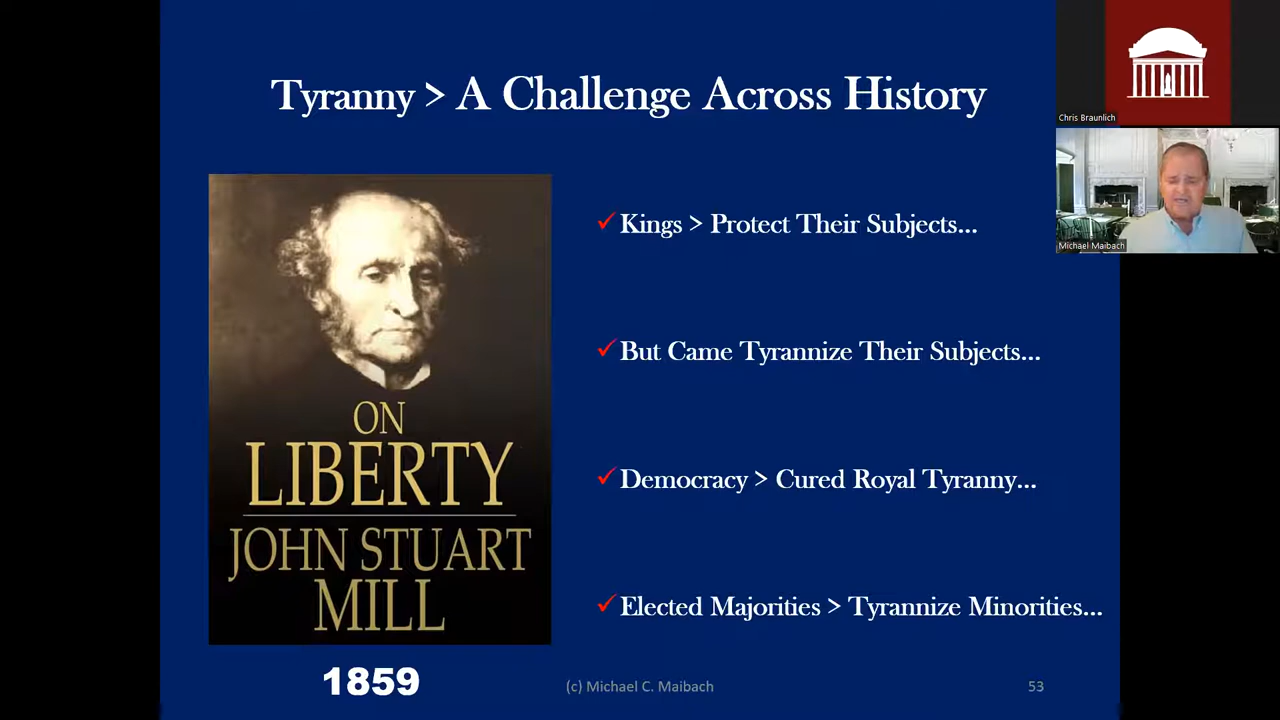 Tyranny > A Challenge Across History
Chris Braunlich
Michael Maibach
✓Kings > Protect Their Subjects...
✓But Came Tyrannize Their Subjects...
✓Democracy > Cured Royal Tyranny...
✓Elected Majorities > Tyrannize Minorities...
ON
LIBERTY
JOHN STUART
MILL
1859
(c) Michael C. Maibach
53